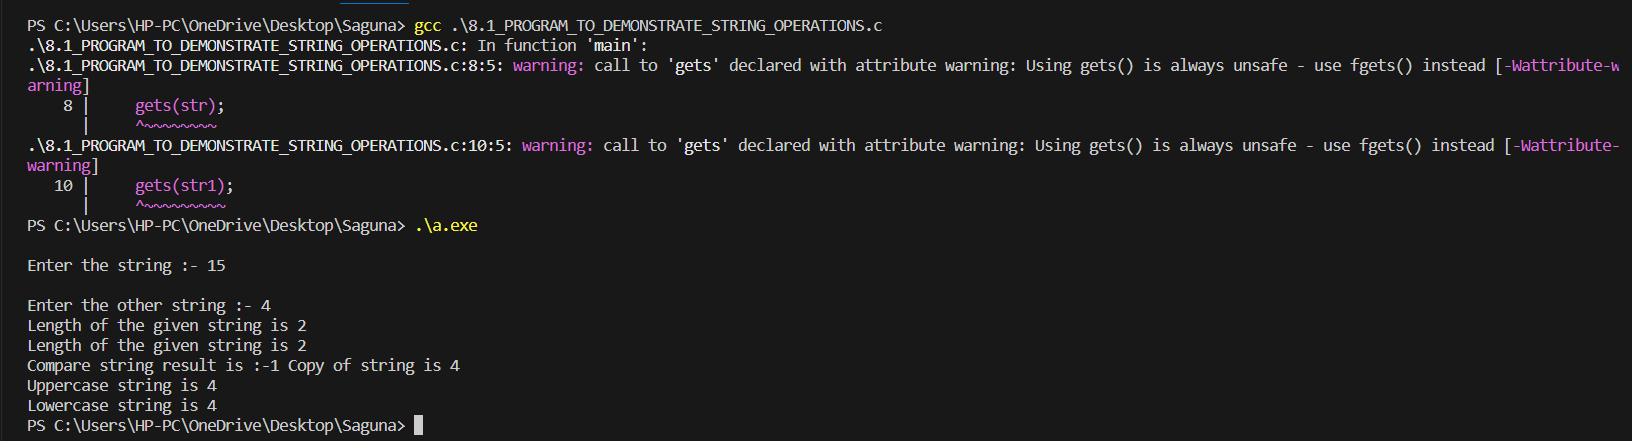 PS C:\Users\HP-PC\OneDrive\Desktop\Saguna> gcc .\8.1_PROGRAM_TO_DEMONSTRATE_STRING_OPERATIONS.c
.\8.1_PROGRAM_TO_DEMONSTRATE_STRING_OPERATIONS.c: In function 'main':
.\8.1_PROGRAM_TO_DEMONSTRATE_STRING_OPERATIONS.c:8:5: warning: call to 'gets' declared with attribute warning: Using gets() is always unsafe - use fgets() instead [-Wattribute-w
arning]
    8 |     gets(str);
      |     ^~~~~~~~~
.\8.1_PROGRAM_TO_DEMONSTRATE_STRING_OPERATIONS.c:10:5: warning: call to 'gets' declared with attribute warning: Using gets() is always unsafe - use fgets() instead [-Wattribute-
warning]
   10 |     gets(str1);
      |     ^~~~~~~~~~
PS C:\Users\HP-PC\OneDrive\Desktop\Saguna> .\a.exe
Enter the string :- 15
Enter the other string :- 4
Length of the given string is 2
Length of the given string is 2
Compare string result is :-1 Copy of string is 4
Uppercase string is 4
Lowercase string is 4
PS C:\Users\HP-PC\OneDrive\Desktop\Saguna>